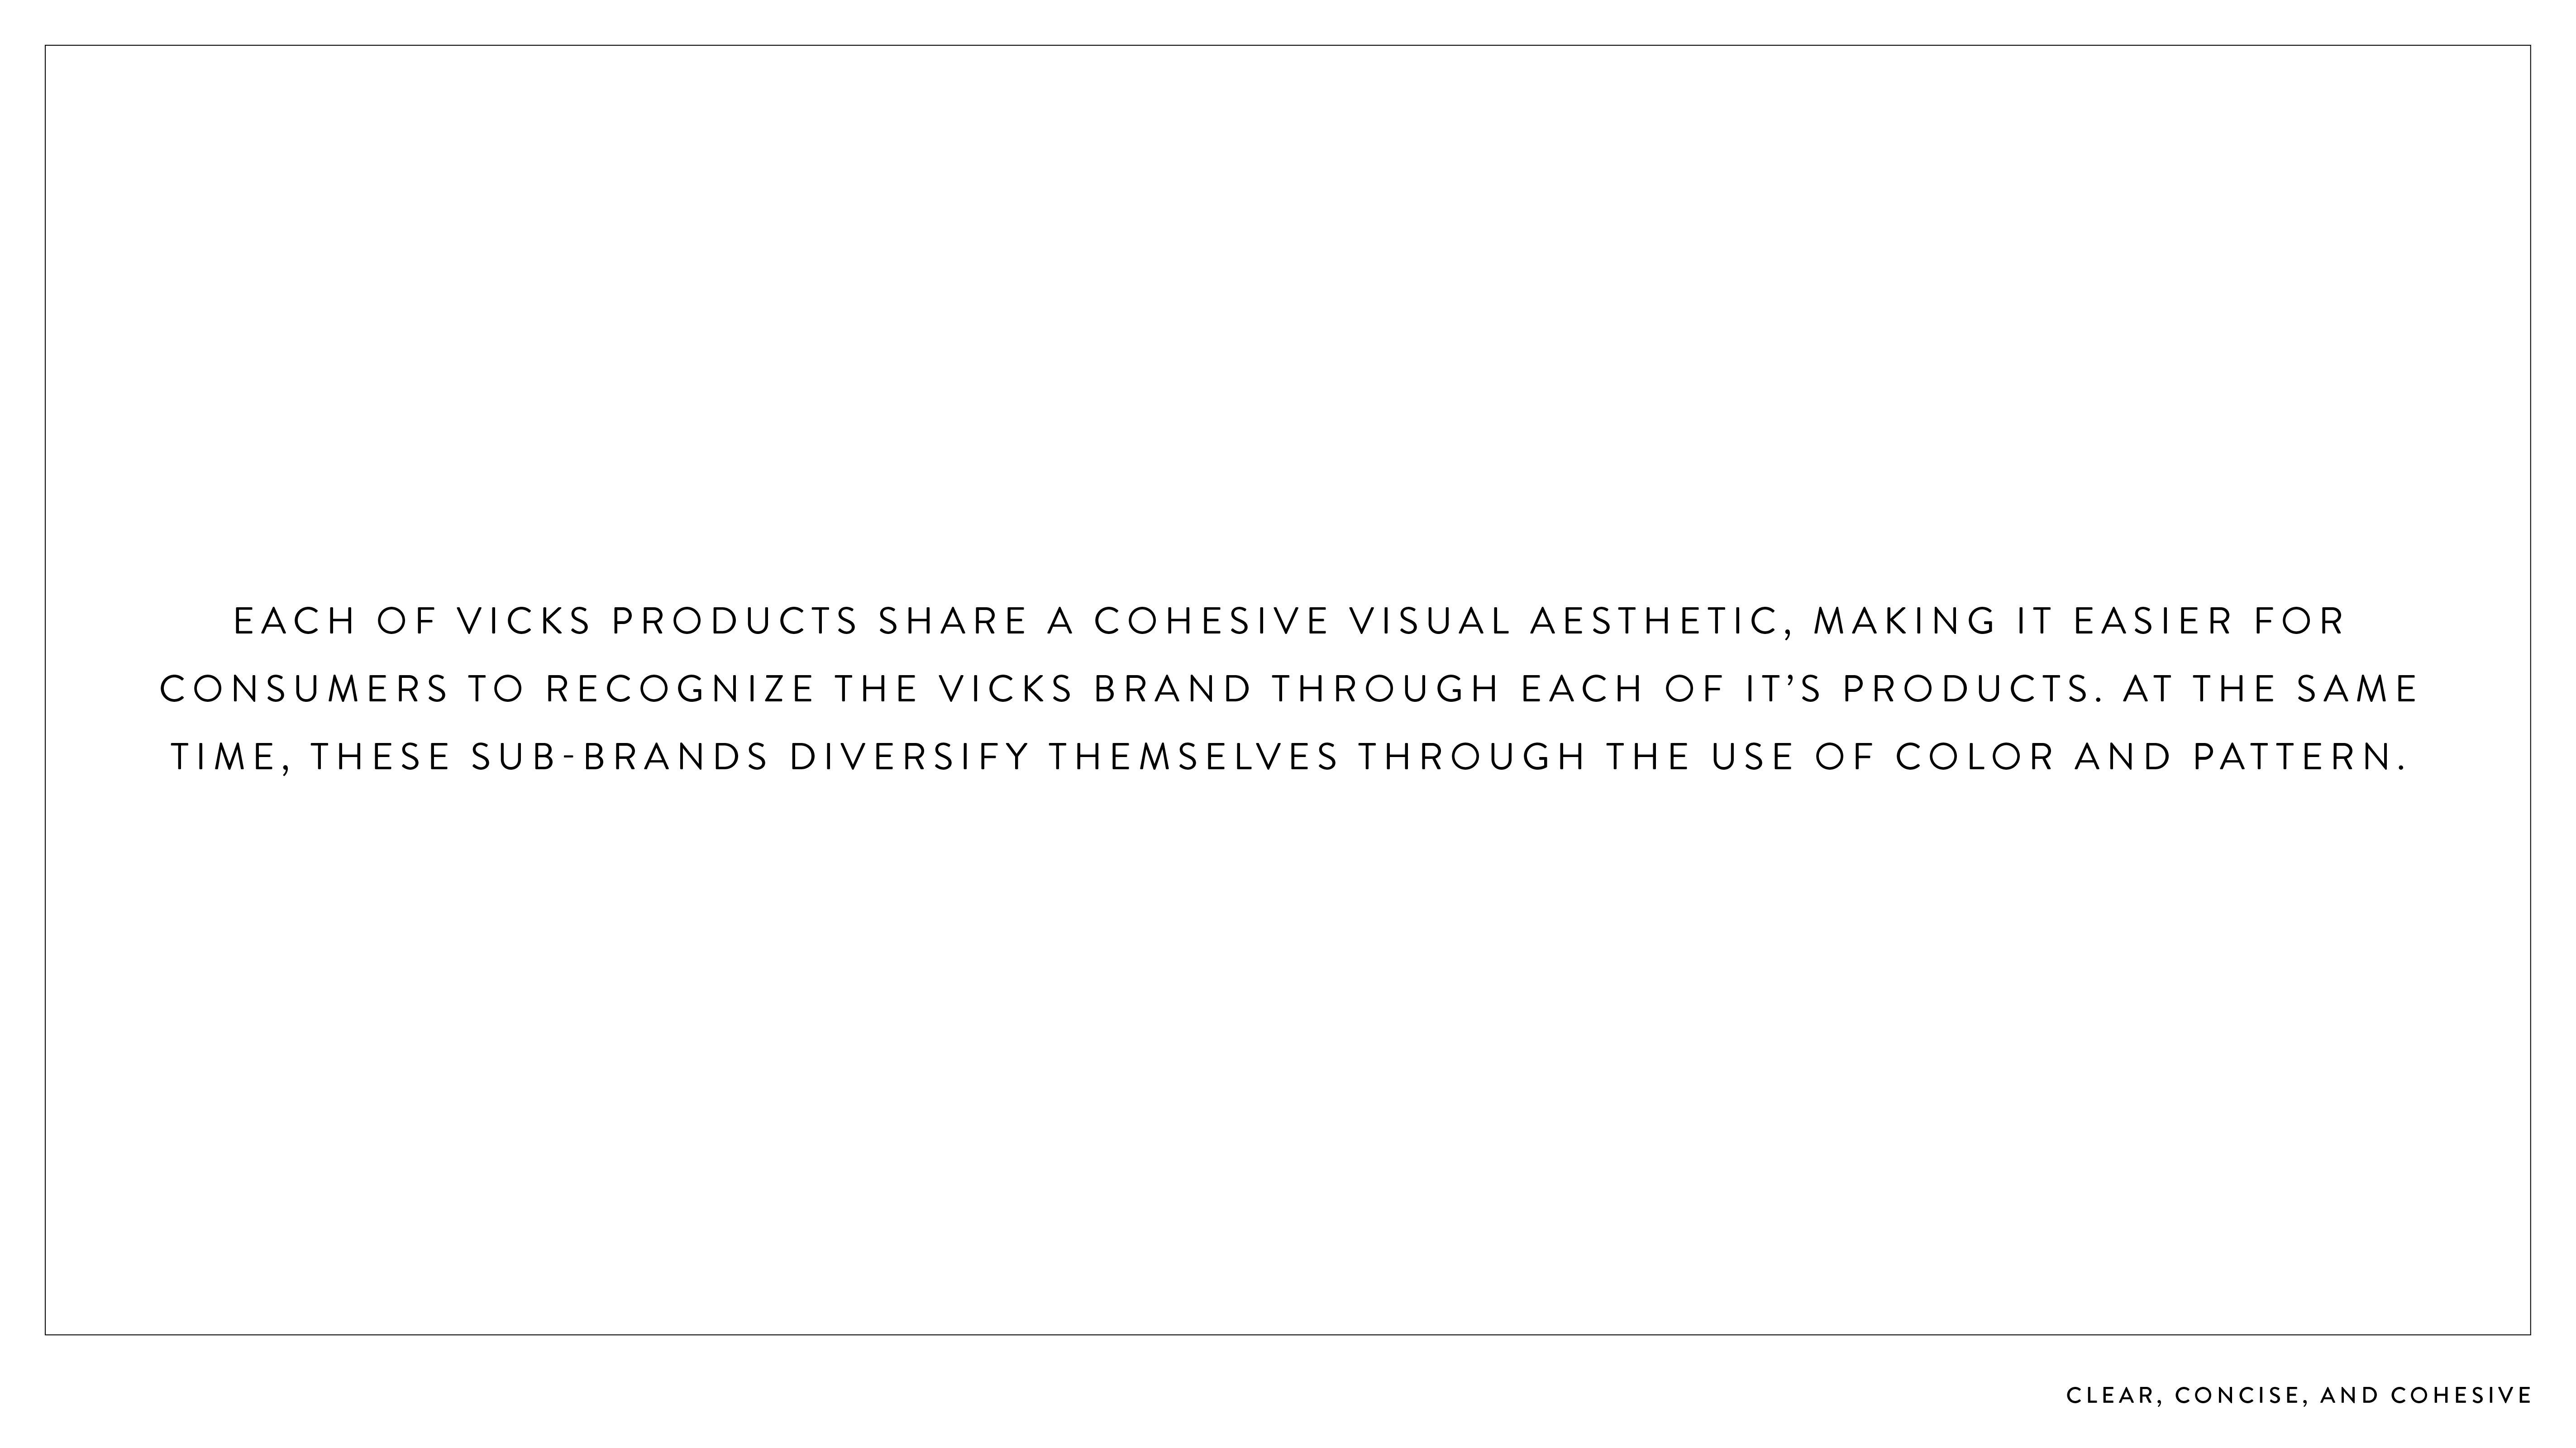 EACH OF VICKS PRODUCTS SHARE A COHESIVE VISUAL AESTHETIC, MAKING IT EASIER FOR
CONSUMERS TO RECOGNIZE THE VICKS BRAND THROUGH EACH OF IT’S PRODUCTS. AT THE SAME
TIME, THESE SUB-BRANDS DIVERSIFY THEMSELVES THROUGH THE USE OF COLOR AND PATTERN.
CLEAR, CONCISE, AND COHESIVE